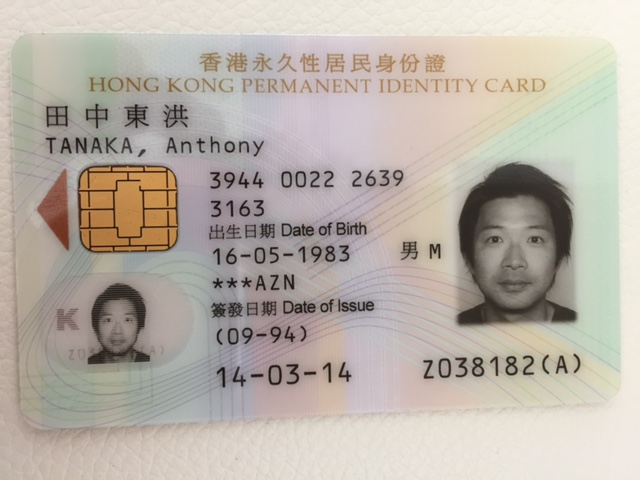 香港永久性居民身份證
HONG KONG PERMANENT IDENTITY CARD
田中東洪
TANAKA, Anthony
3944 0022 2639
3163
出生日期 Date of Birth
16-05-1983
男 M
***AZN
簽發日期 Date of Issue
(09-94)
14-03-14
Z038182(A)
K
Z038182(A)